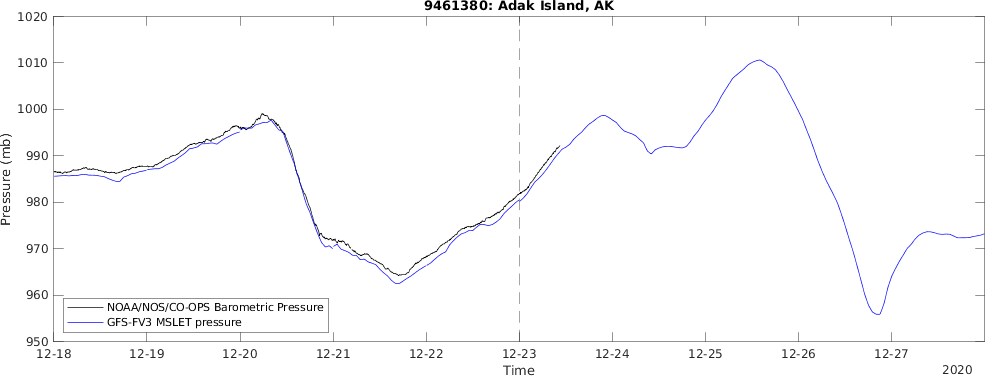 9461380: Adak Island, AK
Pressure (mb)
1020
1010
1000
990
980
970
960
950
NOAA/NOS/CO-OPS Barometric Pressure
GFS-FV3 MSLET pressure
12-18 12-19 12-20 12-21 12-22 12-23 12-24 12-25 12-26 12-27
Time
2020